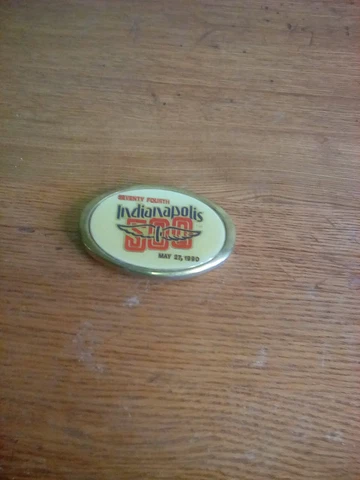 SEVENTY FOURTH
Indianapolis
500
MAY 27, 1990